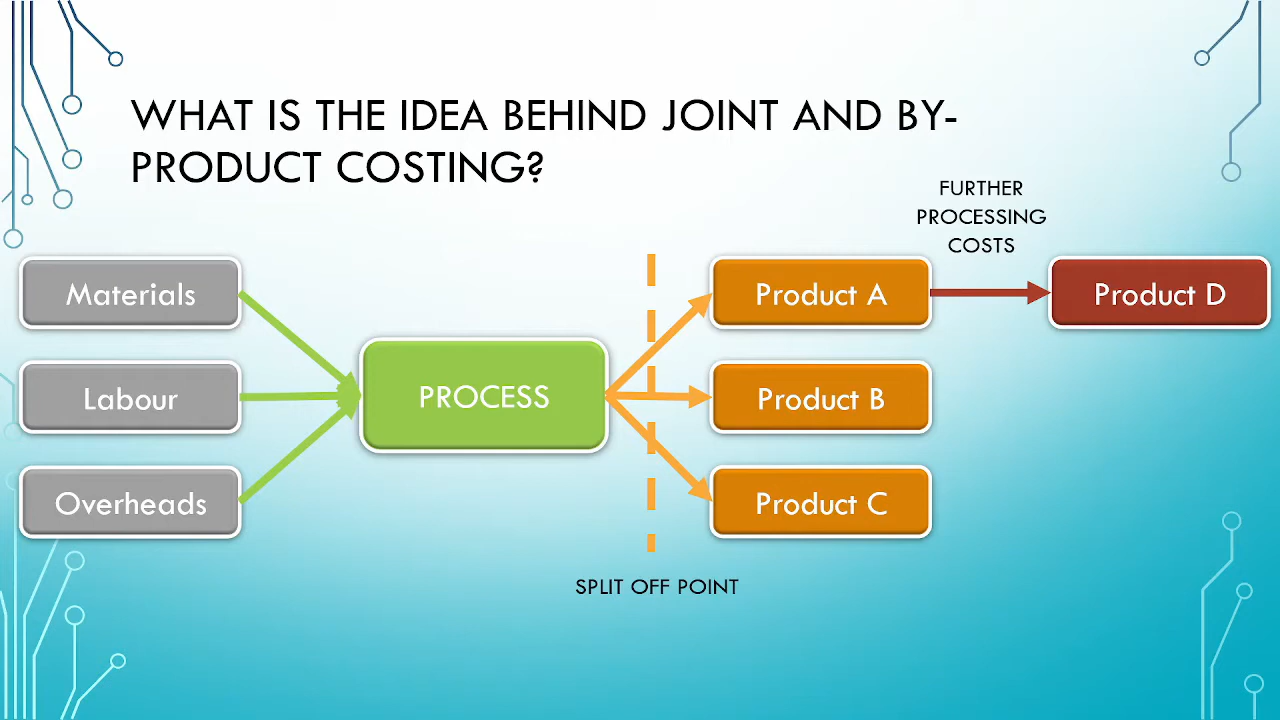 WHAT IS THE IDEA BEHIND JOINT AND BY-
PRODUCT COSTING?
FURTHER
PROCESSING
COSTS
Materials
Product A
Product D
Labour
PROCESS
Product B
Overheads
Product C
SPLIT OFF POINT